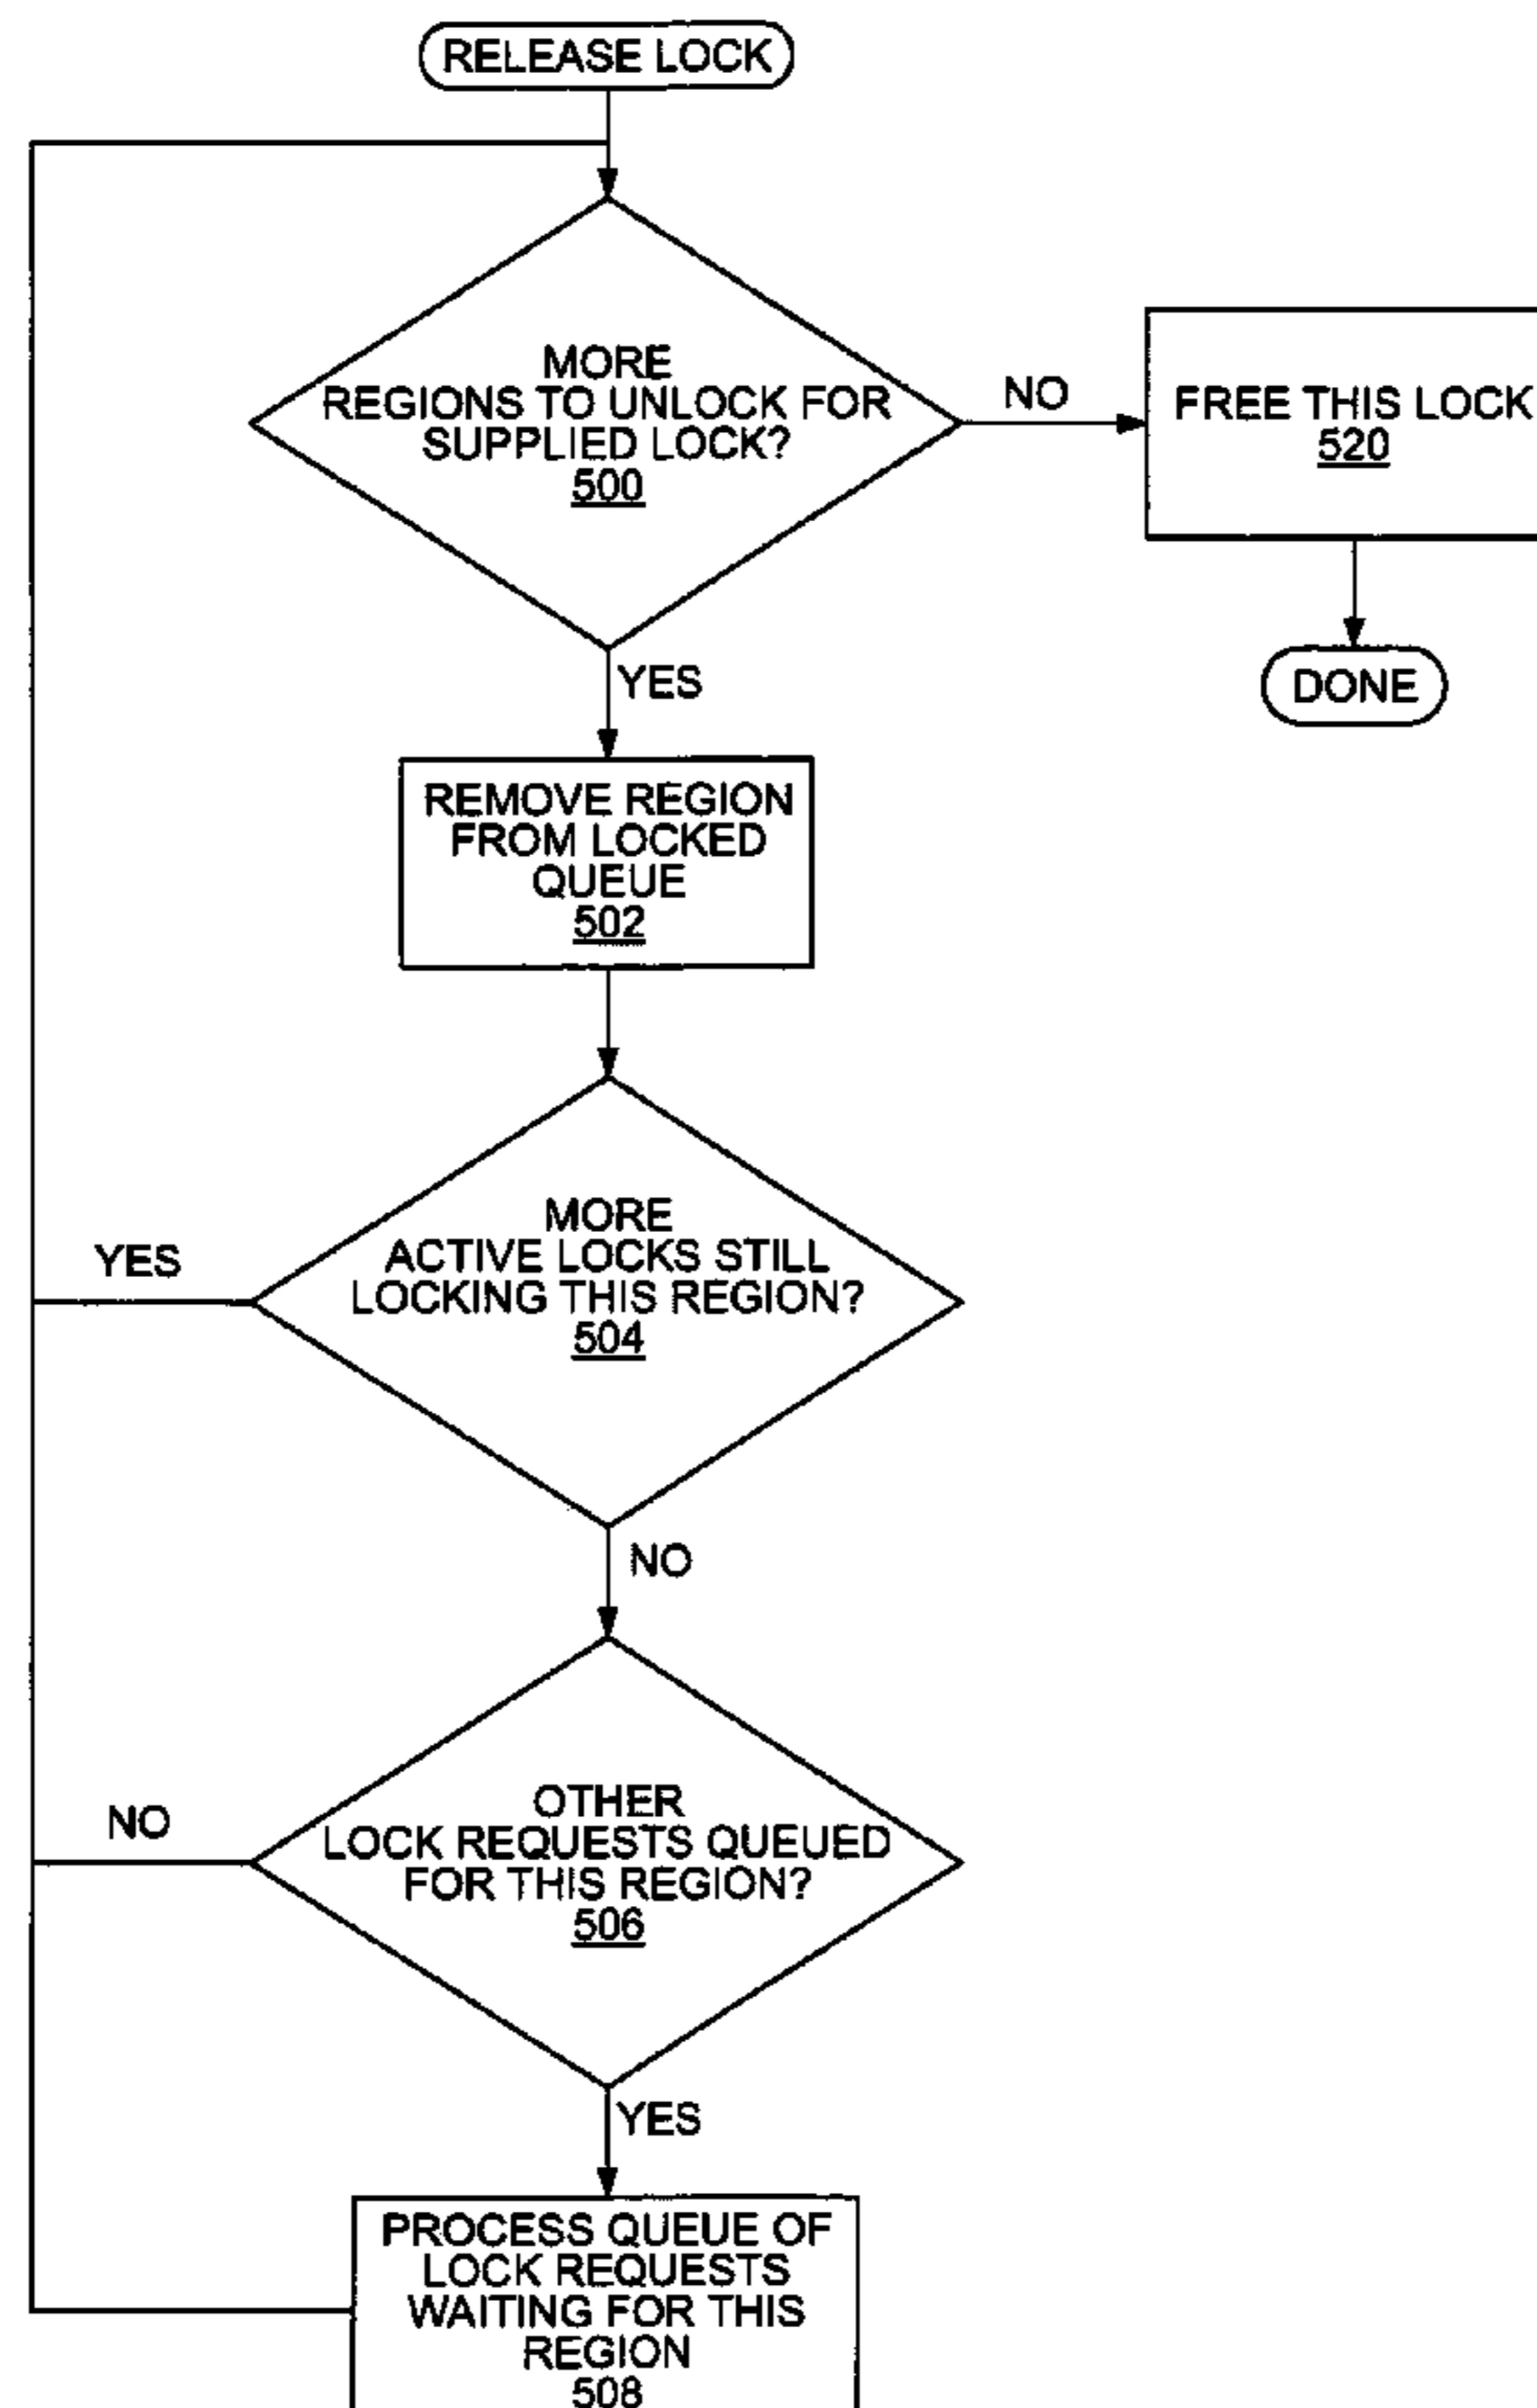 RELEASE LOCK
MORE
REGIONS TO UNLOCK FOR
SUPPLIED LOCK?
500
NO
FREE THIS LOCK
520
DONE
YES
REMOVE REGION
FROM LOCKED
QUEUE
502
MORE
ACTIVE LOCKS STILL
LOCKING THIS REGION?
504
YES
NO
OTHER
LOCK REQUESTS QUEUED
FOR THIS REGION?
506
NO
YES
PROCESS QUEUE OF
LOCK REQUESTS
WAITING FOR THIS
REGION
508